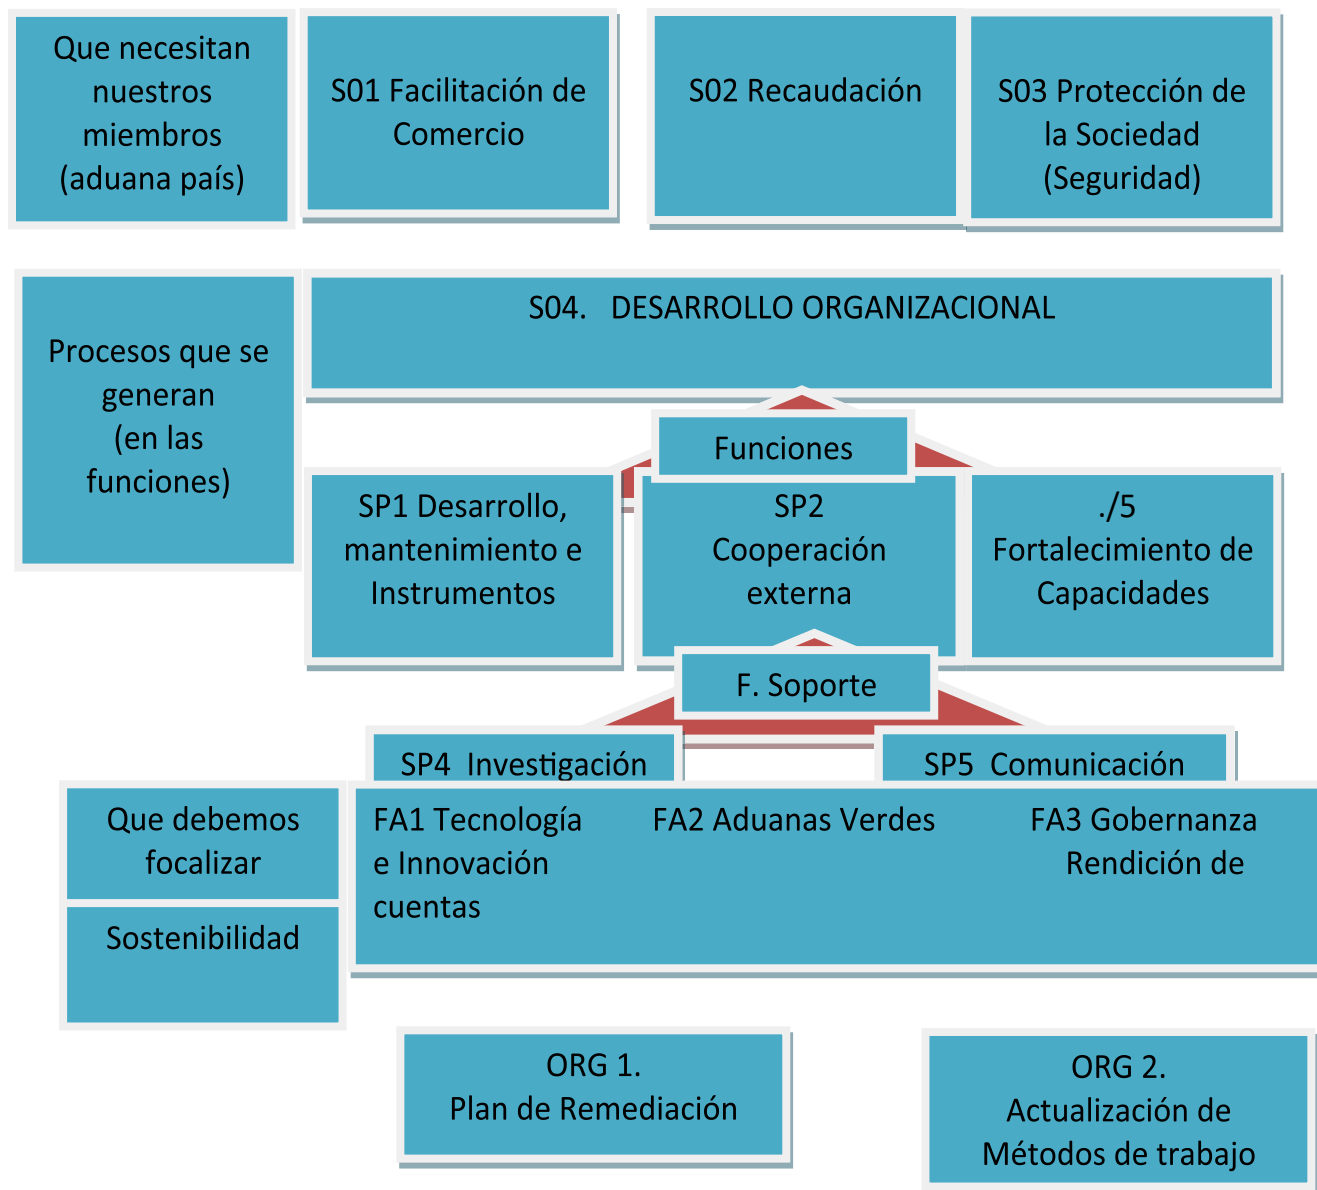 Que necesitan
nuestros
miembros
(aduana país)
S01 Facilitación de
Comercio
S02 Recaudación
S03 Protección de
la Sociedad
(Seguridad)
Procesos que se
generan
(en las
funciones)
S04. DESARROLLO ORGANIZACIONAL
Funciones
SP1 Desarrollo,
mantenimiento e
Instrumentos
SP2
Cooperación
externa
./5
Fortalecimiento de
Capacidades
F. Soporte
SP4 Investigación
SP5 Comunicación
Que debemos
focalizar
Sostenibilidad
FA1 Tecnología FA2 Aduanas Verdes FA3 Gobernanza
e Innovación Rendición de
cuentas
ORG 1.
Plan de Remediación
ORG 2.
Actualización de
Métodos de trabajo